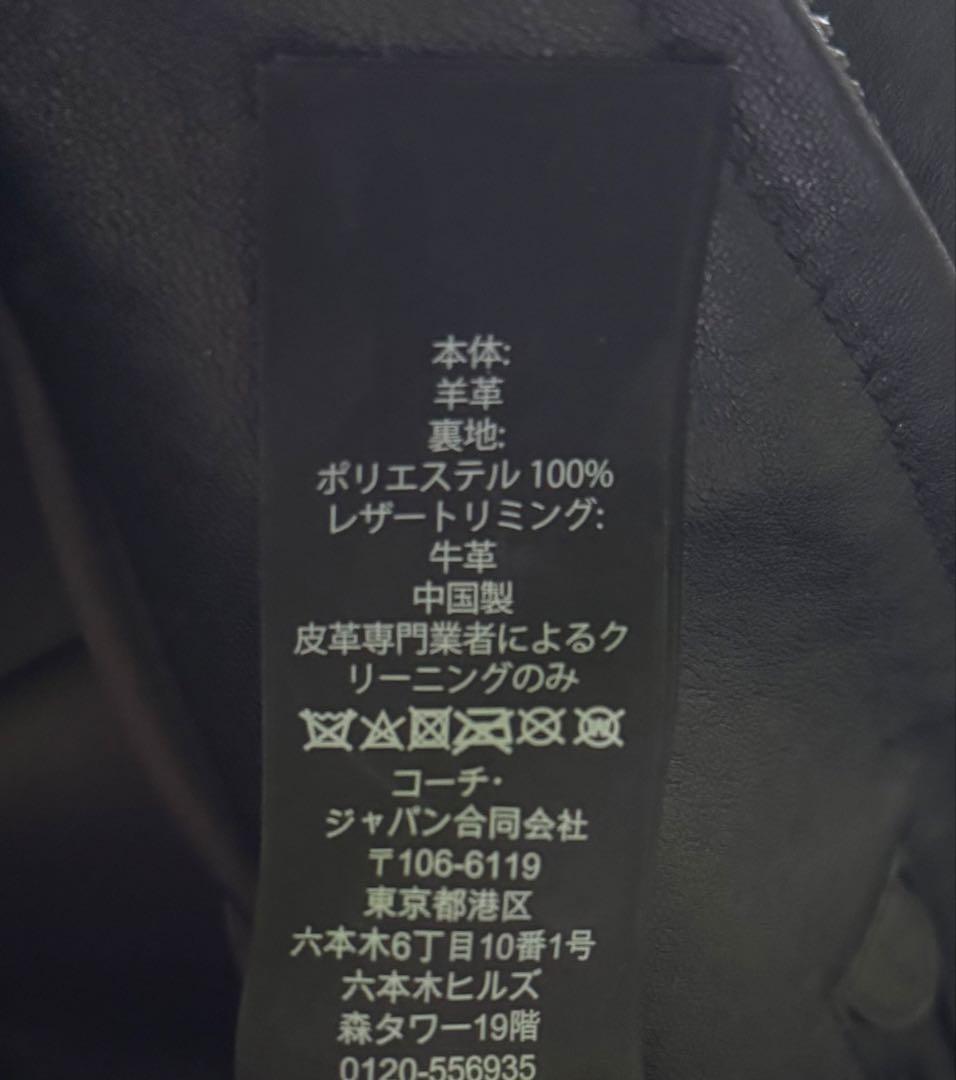 本体:
羊革
裏地:
ポリエステル 100%
レザートリミング:
牛革
中国製
皮革専門業者によるク
リーニングのみ
コーチ・
ジャパン合同会社
〒106-6119
東京都港区
六本木6丁目10番1号
六本木ヒルズ
森タワー19階
0120-556935